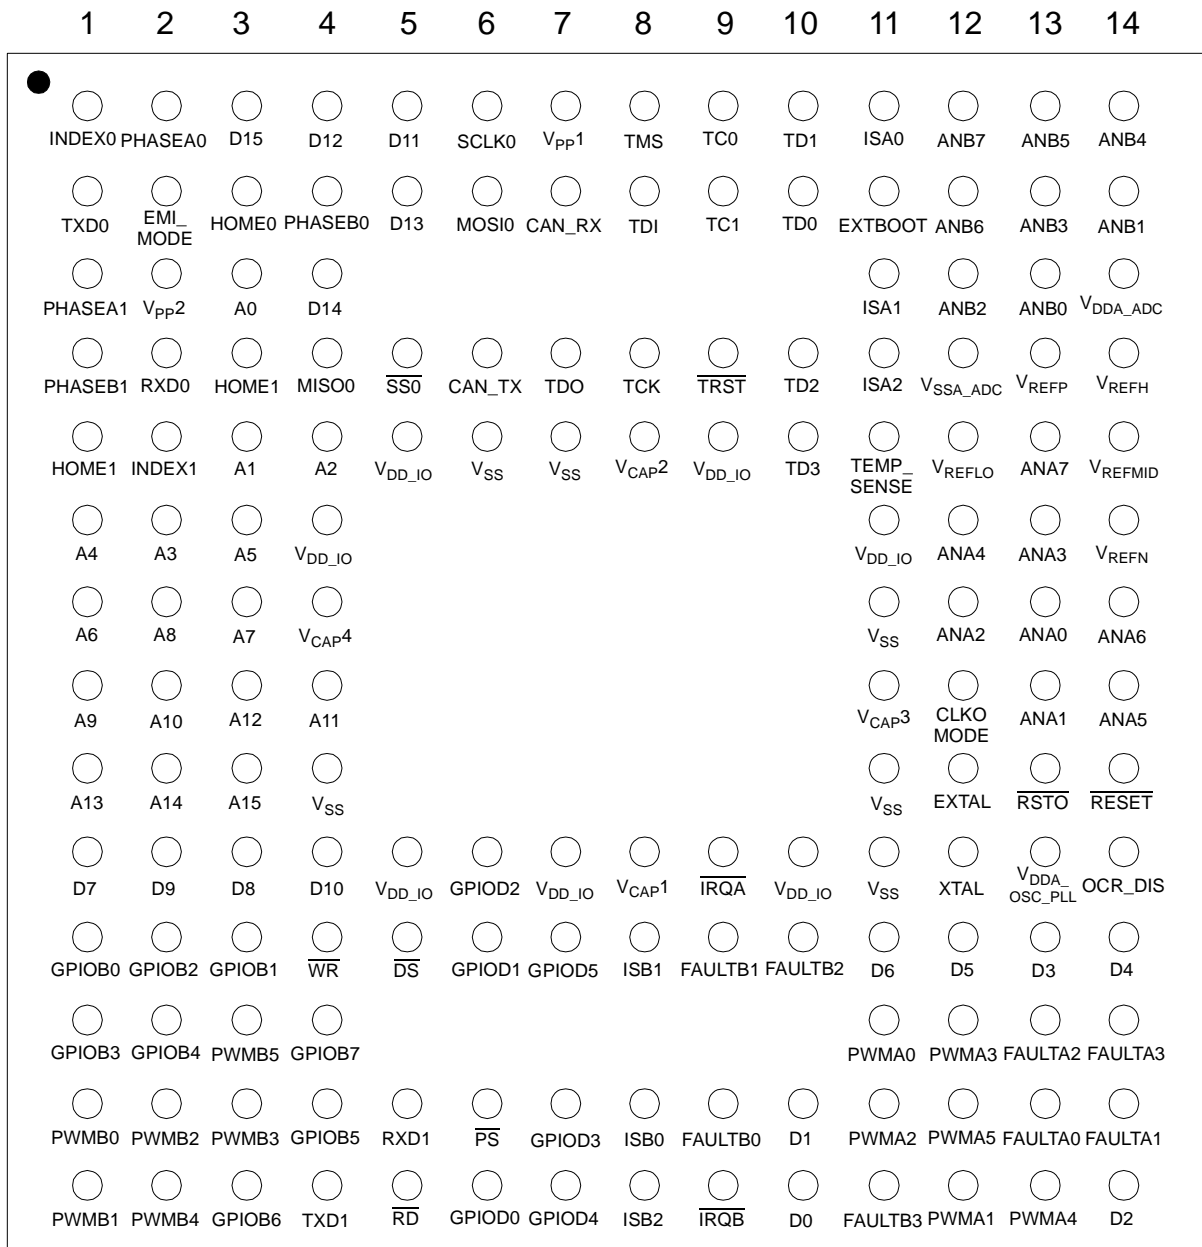 1 2 3 4 5 6 7 8 9 10 11 12 13 14
INDEX0 PHASEA0 D15 D12 D11 SCLK0 VPP1 TMS TC0 TD1 ISA0 ANB7 ANB5 ANB4
TXD0 EMI_ HOME0 PHASEB0 D13 MOSI0 CAN_RX TDI TC1 TD0 EXTBOOT ANB6 ANB3 ANB1
MODE
PHASEA1 VPP2 A0 D14 ISA1 ANB2 ANB0 VDDA_ADC
PHASEB1 RXD0 HOME1 MISO0 SS0 CAN_TX TDO TCK TRST TD2 ISA2 VSSA_ADC VREFP VREFH
HOME1 INDEX1 A1 A2 VDD_IO VSS VSS VCAP2 VDD_IO TD3 TEMP_ VREFLO ANA7 VREFMID
SENSE
A4 A3 A5 VDD_IO VDD_IO ANA4 ANA3 VREFN
A6 A8 A7 VCAP4 VSS ANA2 ANA0 ANA6
A9 A10 A12 A11 VCAP3 CLKO ANA1 ANA5
MODE
A13 A14 A15 VSS VSS EXTAL RSTO RESET
D7 D9 D8 D10 VDD_IO GPIOD2 VDD_IO VCAP1 IRQA VDD_IO VSS XTAL VDDA_ OCR_DIS
OSC_PLL
GPIOB0 GPIOB2 GPIOB1 WR DS GPIOD1 GPIOD5 ISB1 FAULTB1 FAULTB2 D6 D5 D3 D4
GPIOB3 GPIOB4 PWMB5 GPIOB7 PWMA0 PWMA3 FAULTA2 FAULTA3
PWMB0 PWMB2 PWMB3 GPIOB5 RXD1 PS GPIOD3 ISB0 FAULTB0 D1 PWMA2 PWMA5 FAULTA0 FAULTA1
PWMB1 PWMB4 GPIOB6 TXD1 RD GPIOD0 GPIOD4 ISB2 IRQB D0 FAULTB3 PWMA1 PWMA4 D2